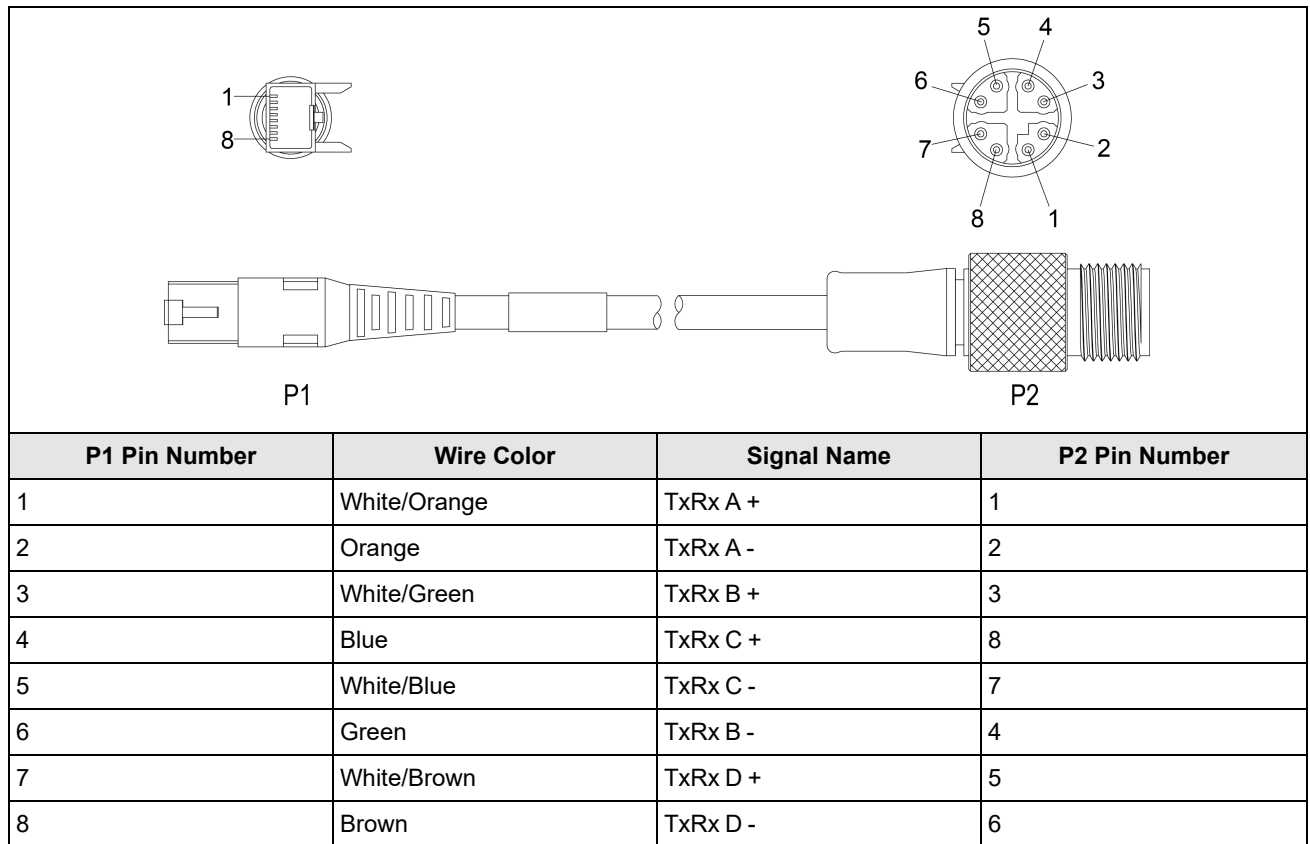 5 4
1 6 3
8 7 2
8 1
P1 P2
P1 Pin Number Wire Color Signal Name P2 Pin Number
1 White/Orange TxRx A + 1
2 Orange TxRx A - 2
3 White/Green TxRx B + 3
4 Blue TxRx C + 8
5 White/Blue TxRx C - 7
6 Green TxRx B - 4
7 White/Brown TxRx D + 5
8 Brown TxRx D - 6